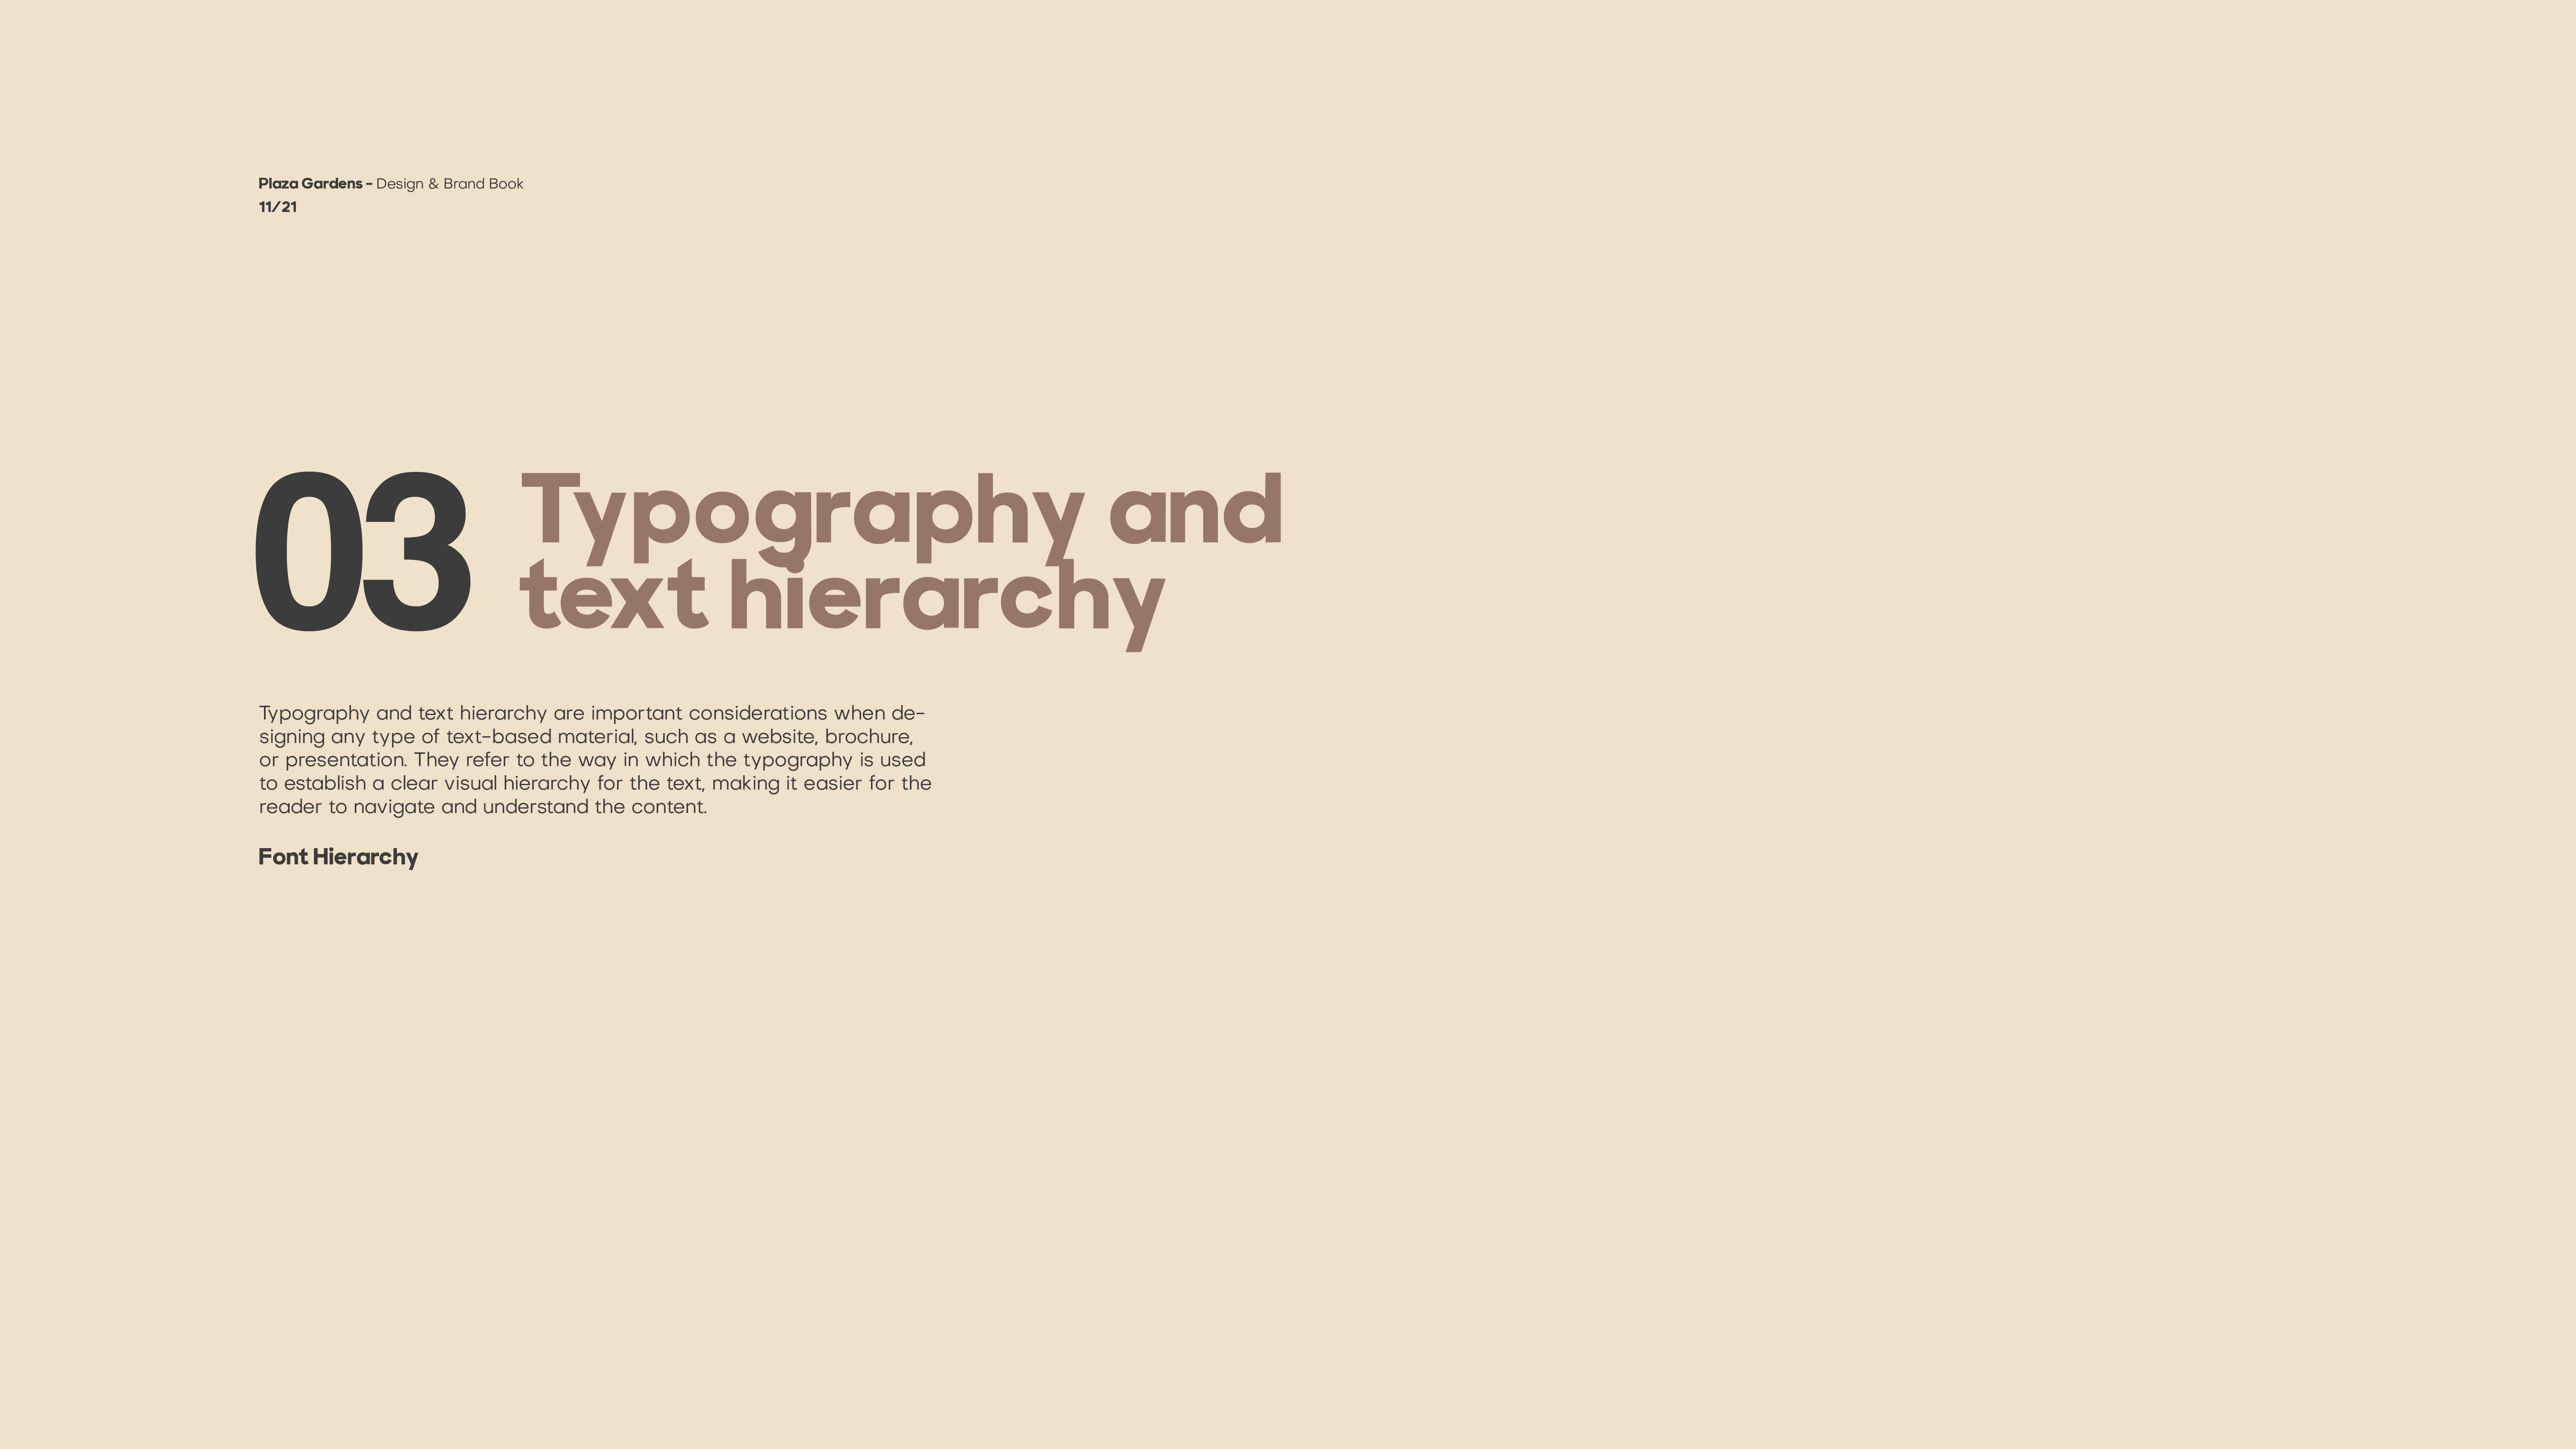 Plaza Gardens - Design & Brand Book
11/21
03
Typography and
text hierarchy
Typography and text hierarchy are important considerations when de-
signing any type of text-based material, such as a website, brochure,
or presentation. They refer to the way in which the typography is used
to establish a clear visual hierarchy for the text, making it easier for the
reader to navigate and understand the content.
Font Hierarchy